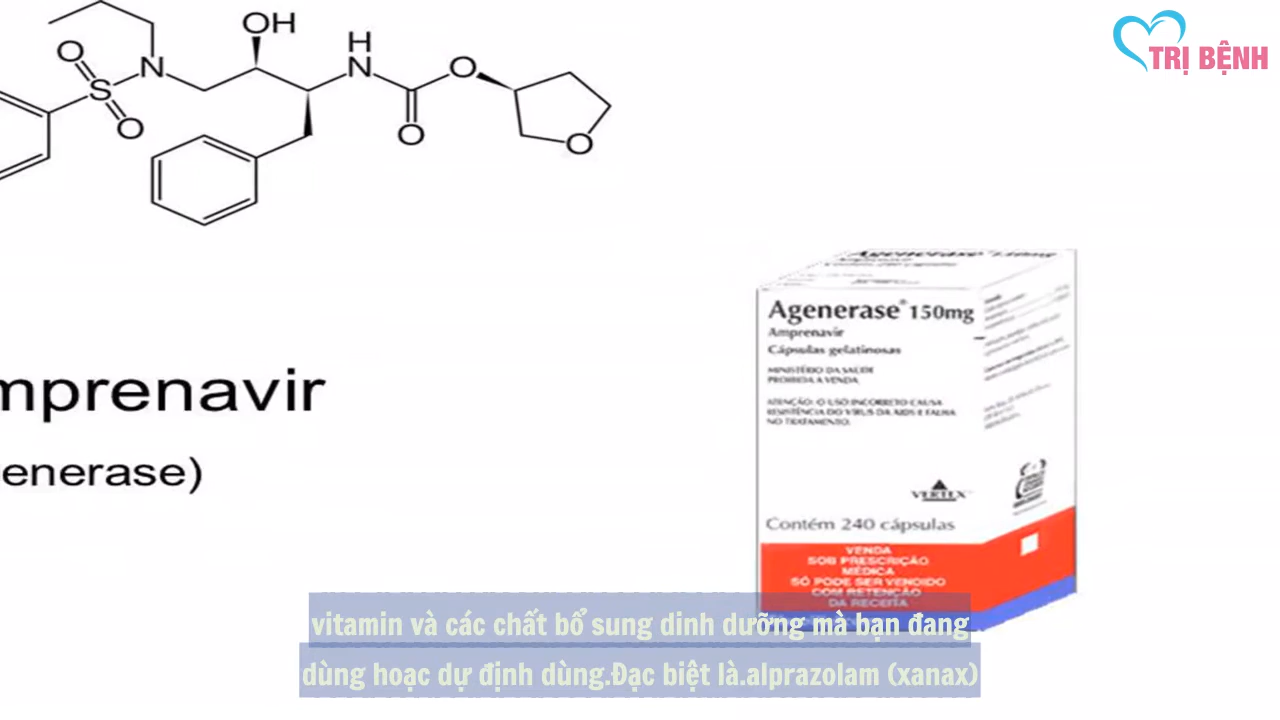 OH
H
O
N
N
O
S
O
O
O
TRỊ BỆNH
Agenerase® 150mg
Amprenavir
Cápsulas gelatinosas
MINISTÉRIO DA SAÚDE
PROIBIDA A VENDA
ATENÇÃO: O USO INCORRETO CAUSA
RESISTÊNCIA DO VÍRUS DA AIDS E FALHA
NO TRATAMENTO.
VERTEX
Contém 240 cápsulas
VENDA
SOB PRESCRIÇÃO
MÉDICA
SÓ PODE SER VENDIDO
COM RETENÇÃO
DA RECEITA
mprenavir
enerase)
vitamin và các chất bổ sung dinh dưỡng mà bạn đang
dùng hoạc dự định dùng.Đạc biệt là.alprazolam (xanax)